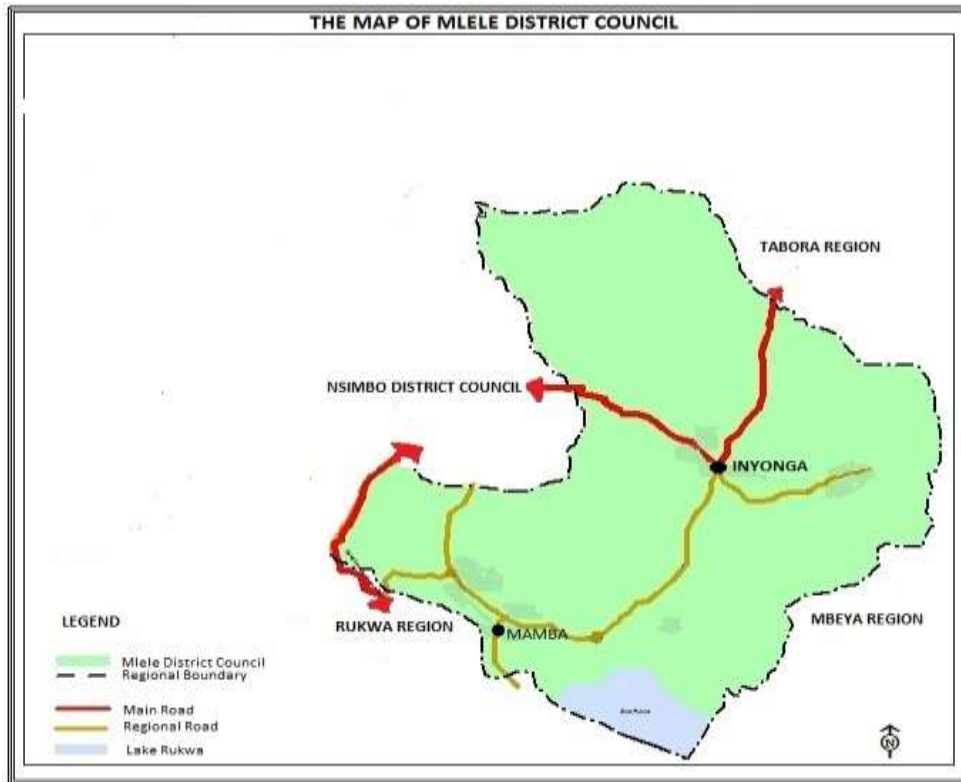 THE MAP OF MLELE DISTRICT COUNCIL
TABORA REGION
NSIMBO DISTRICT COUNCIL
INYONGA
MBEYA REGION
RUKWA REGION
MAMBA
LEGEND
Mlele District Council
Regional Boundary
Main Road
Regional Road
Lake Rukwa
N